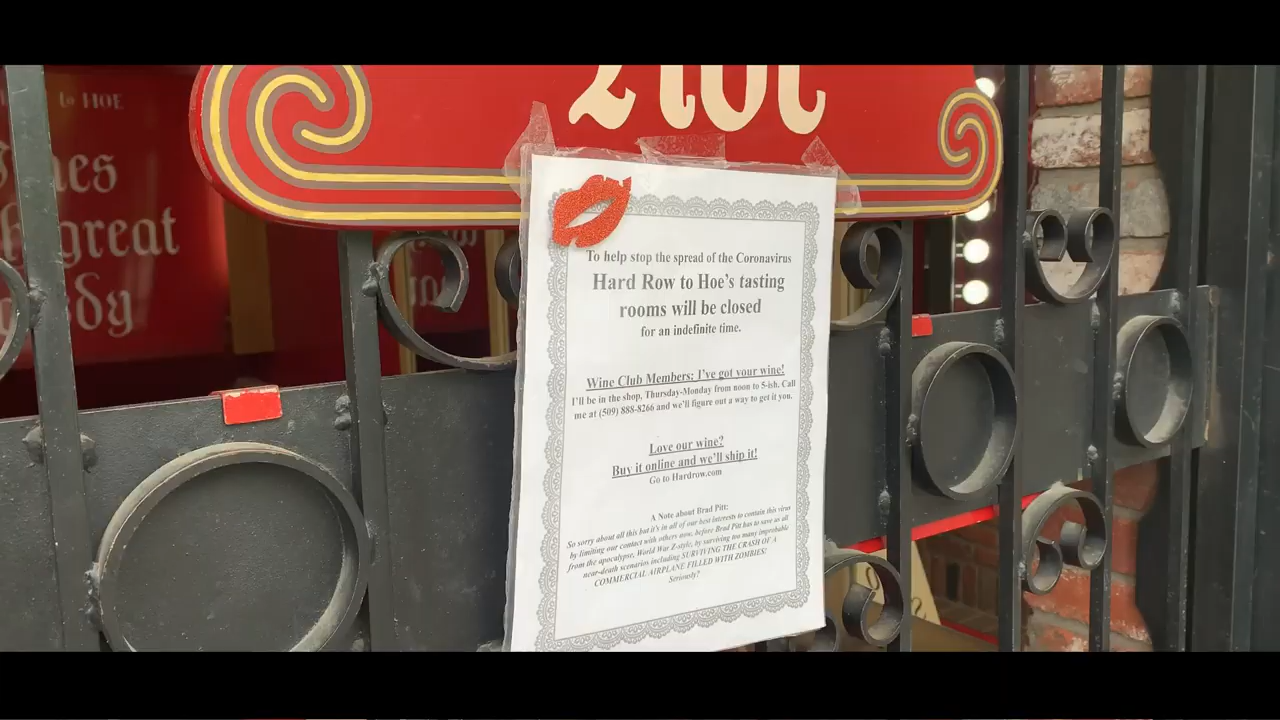 to HOE
great
Not
To help stop the spread of the Coronavirus
Hard Row to Hoe's tasting
rooms will be closed
for an indefinite time.
Wine Club Members: I've got your wine!
I'll be in the shop, Thursday-Monday from noon to 5-ish. Call
me at (509) 888-8266 and we'll figure out a way to get it you.
Love our wine?
Buy it online and we'll ship it!
Go to Hardrow.com
A Note about Brad Pitt:
So sorry about all this but it's in all of our best interests to contain this virus
by limiting our contact with others now, before Brad Pitt has to save us all
from the apocalypse, World War Z-style, by surviving too many improbable
near-death scenarios including SURVIVING THE CRASH OF A
COMMERCIAL AIRPLANE FILLED WITH ZOMBIES!
Seriously?